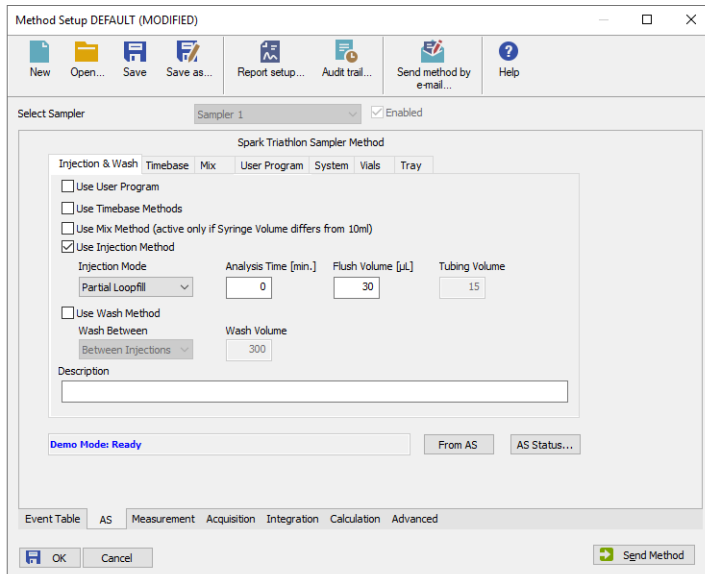 Method Setup DEFAULT (MODIFIED)
New Open... Save Save as... Report setup... Audit trail... Send method by e-mail... Help
Select Sampler Sampler 1 Enabled
Spark Triathlon Sampler Method
Injection & Wash Timebase Mix User Program System Vials Tray
Use User Program
Use Timebase Methods
Use Mix Method (active only if Syringe Volume differs from 10ml)
Use Injection Method
Injection Mode Analysis Time [min.] Flush Volume [µL] Tubing Volume
Partial Loopfill 0 30 15
Use Wash Method
Wash Between Wash Volume
Between Injections 300
Description
Demo Mode: Ready From AS AS Status...
Event Table AS Measurement Acquisition Integration Calculation Advanced
OK Cancel Send Method